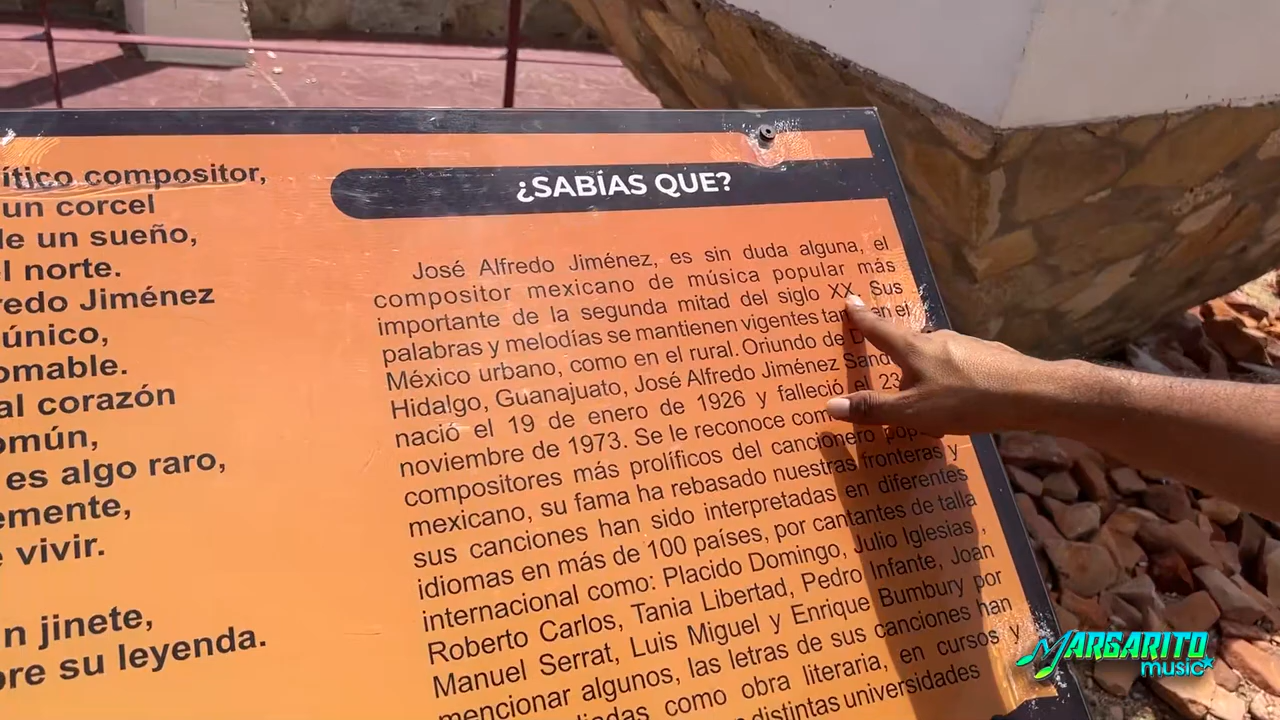 ítico compositor,
un corcel
de un sueño,
el norte.
redo Jiménez
único,
omable.
al corazón
omún,
es algo raro,
emente,
vivir.
n jinete,
bre su leyenda.
¿SABÍAS QUE?
José Alfredo Jiménez, es sin duda alguna, el
compositor mexicano de música popular más
importante de la segunda mitad del siglo XX. Sus
palabras y melodías se mantienen vigentes tan en el
México urbano, como en el rural. Oriundo de D
Hidalgo, Guanajuato, José Alfredo Jiménez Sand
nació el 19 de enero de 1926 y falleció el 23
noviembre de 1973. Se le reconoce com
compositores más prolíficos del cancionero pop
mexicano, su fama ha rebasado nuestras fronteras y
sus canciones han sido interpretadas en diferentes
idiomas en más de 100 países, por cantantes de talla
internacional como: Placido Domingo, Julio Iglesias ,
Roberto Carlos, Tania Libertad, Pedro Infante, Joan
Manuel Serrat, Luis Miguel y Enrique Bumbury por
mencionar algunos, las letras de sus canciones han
como obra literaria, en cursos y
distintas universidades
MARGARITO
music